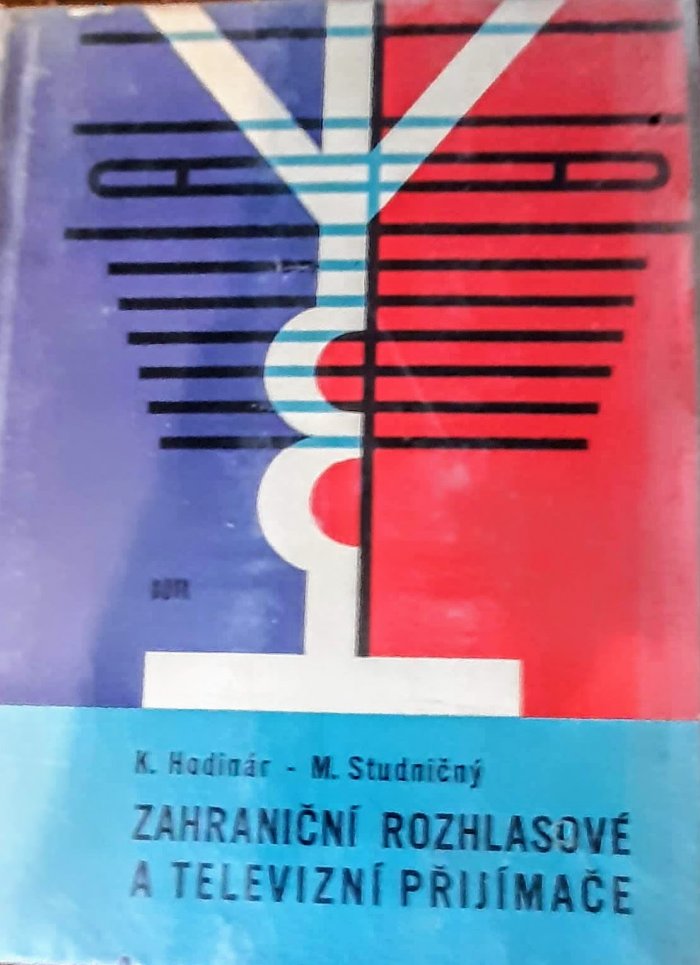 K. Hodinár - M. Studničný
ZAHRANIČNÍ ROZHLASOVÉ
A TELEVIZNÍ PŘIJÍMAČE